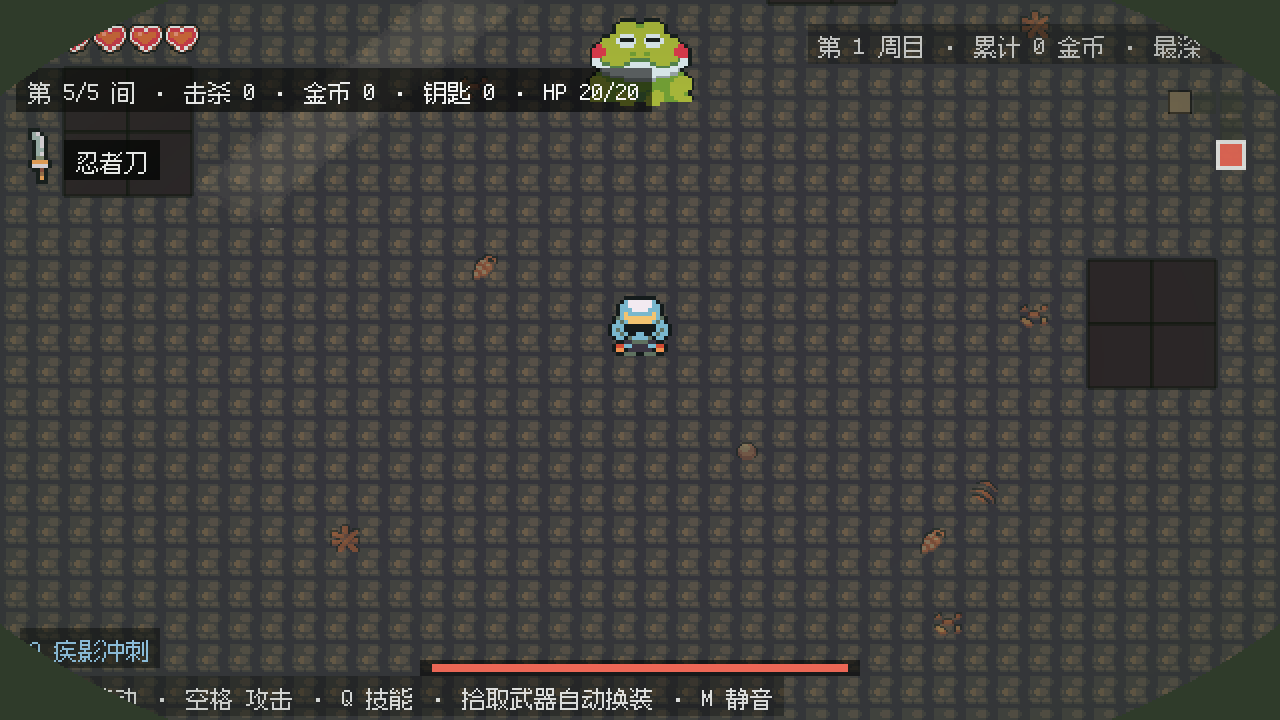 第 1 周目 · 累计 0 金币 · 最深
第 5/5 间 · 击杀 0 · 金币 0 · 钥匙 0 · HP 20/20
忍者刀
疾影冲刺
空格 攻击 · Q 技能 · 拾取武器自动换装 · M 静音